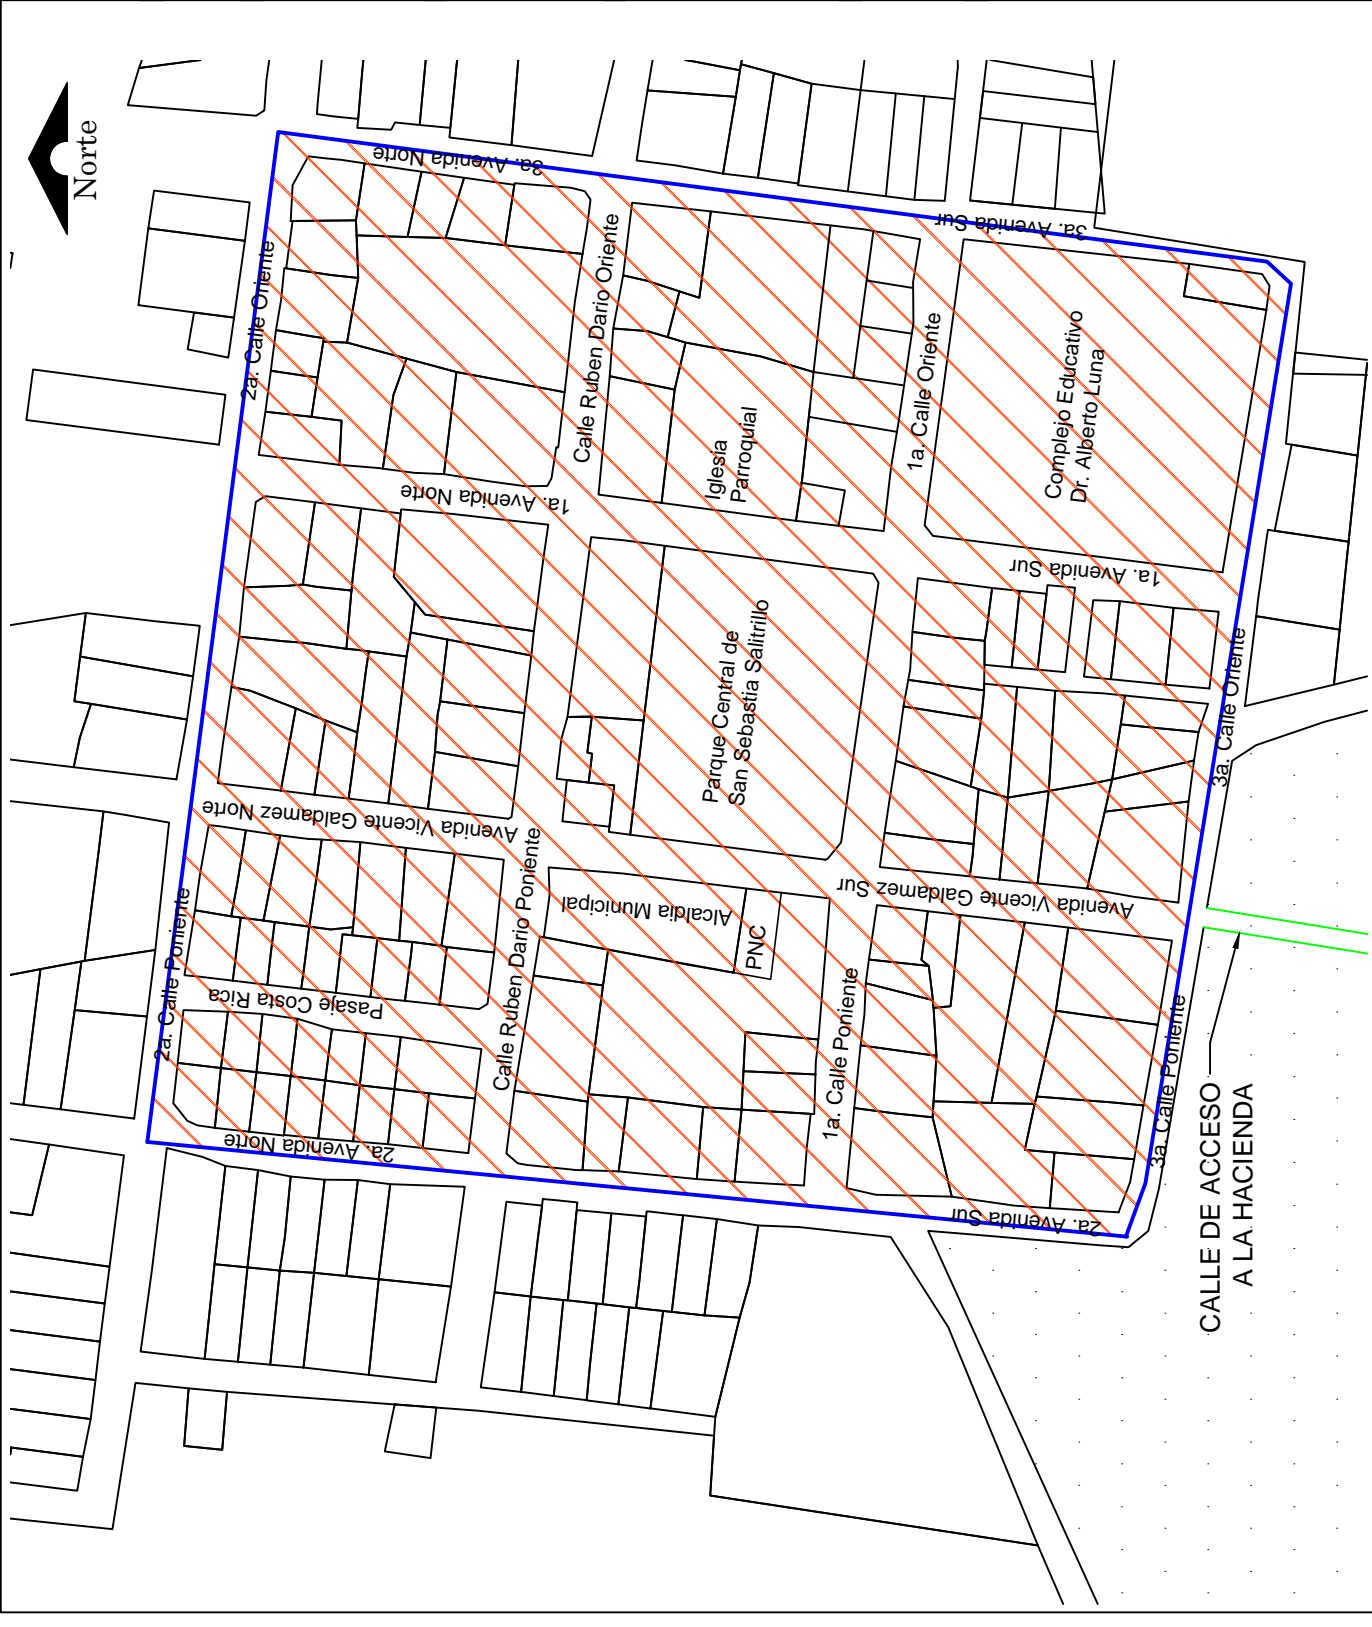 Norte
3a. Avenida Norte
2a. Calle Oriente
Calle Ruben Dario Oriente
3a. Avenida Sur
1a. Calle Oriente
Complejo Educativo
Dr. Alberto Luna
Iglesia
Parroquial
1a. Avenida Norte
1a. Avenida Sur
Parque Central de
San Sebastia Salitrillo
3a. Calle Oriente
Avenida Vicente Galdamez Norte
Calle Ruben Dario Poniente
Alcaldia Municipal
PNC
Avenida Vicente Galdamez Sur
2a. Calle Poniente
Pasaje Costa Rica
1a. Calle Poniente
3a. Calle Poniente
2a. Avenida Norte
2a. Avenida Sur
CALLE DE ACCESO
A LA HACIENDA